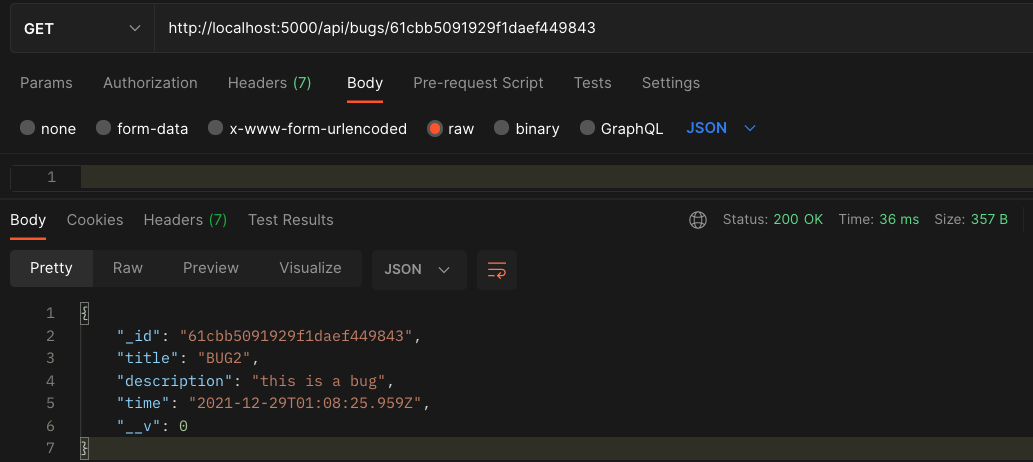 GET http://localhost:5000/api/bugs/61cbb5091929f1daef449843
Params Authorization Headers (7) Body Pre-request Script Tests Settings
none form-data x-www-form-urlencoded raw binary GraphQL JSON
1
Body Cookies Headers (7) Test Results Status: 200 OK Time: 36 ms Size: 357 B
Pretty Raw Preview Visualize JSON
1 {
2 "_id": "61cbb5091929f1daef449843",
3 "title": "BUG2",
4 "description": "this is a bug",
5 "time": "2021-12-29T01:08:25.959Z",
6 "__v": 0
7 }